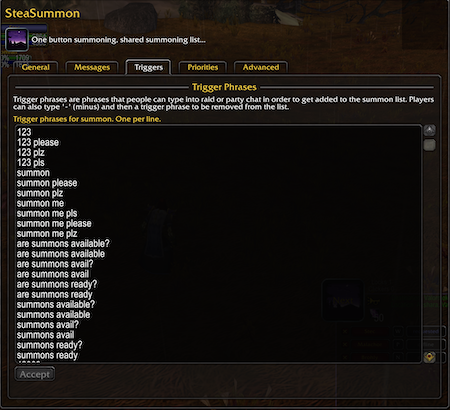 SteaSummon
One button summoning, shared summoning list...
General
Messages
Triggers
Priorities
Advanced
Trigger Phrases
Trigger phrases are phrases that people can type into raid or party chat in order to get added to the summon list. Players
can also type '-' (minus) and then a trigger phrase to be removed from the list.
Trigger phrases for summon. One per line.
123
123 please
123 plz
123 pls
summon
summon please
summon plz
summon me
summon me pls
summon me please
summon me plz
are summons available?
are summons available
are summons avail?
are summons avail
are summons ready?
are summons ready
summons available?
summons available
summons avail?
summons avail
summons ready?
summons ready
Accept